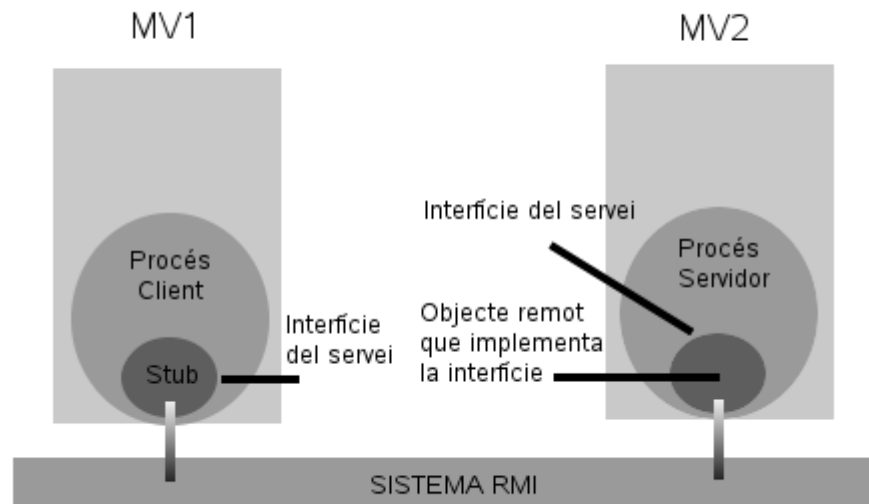 MV1
MV2
Procés
Client
Stub
Interfície
del servei
Interfície del servei
Procés
Servidor
Objecte remot
que implementa
la interfície
SISTEMA RMI